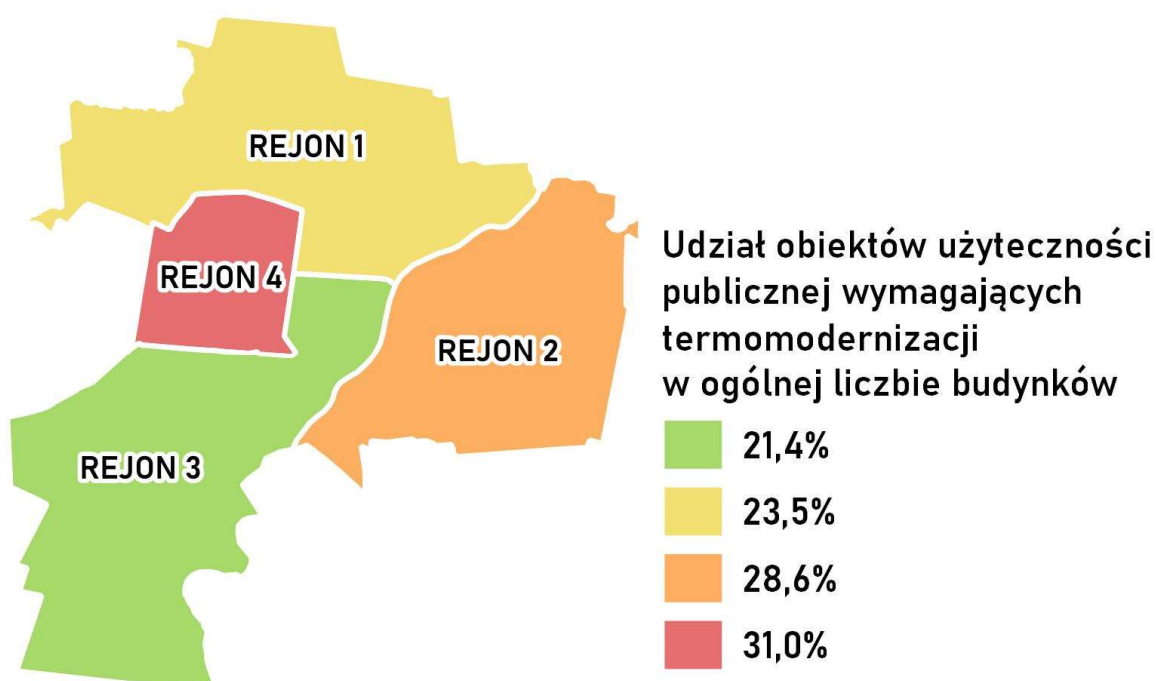 REJON 1
REJON 4
REJON 2
REJON 3
Udział obiektów użyteczności
publicznej wymagających
termomodernizacji
w ogólnej liczbie budynków
21,4%
23,5%
28,6%
31,0%